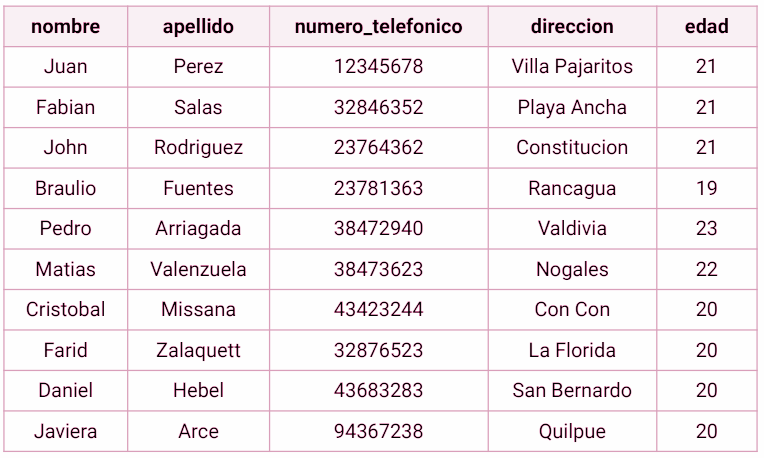 nombre apellido numero_telefonico direccion edad
Juan Perez 12345678 Villa Pajaritos 21
Fabian Salas 32846352 Playa Ancha 21
John Rodriguez 23764362 Constitucion 21
Braulio Fuentes 23781363 Rancagua 19
Pedro Arriagada 38472940 Valdivia 23
Matias Valenzuela 38473623 Nogales 22
Cristobal Missana 43423244 Con Con 20
Farid Zalaquett 32876523 La Florida 20
Daniel Hebel 43683283 San Bernardo 20
Javiera Arce 94367238 Quilpue 20